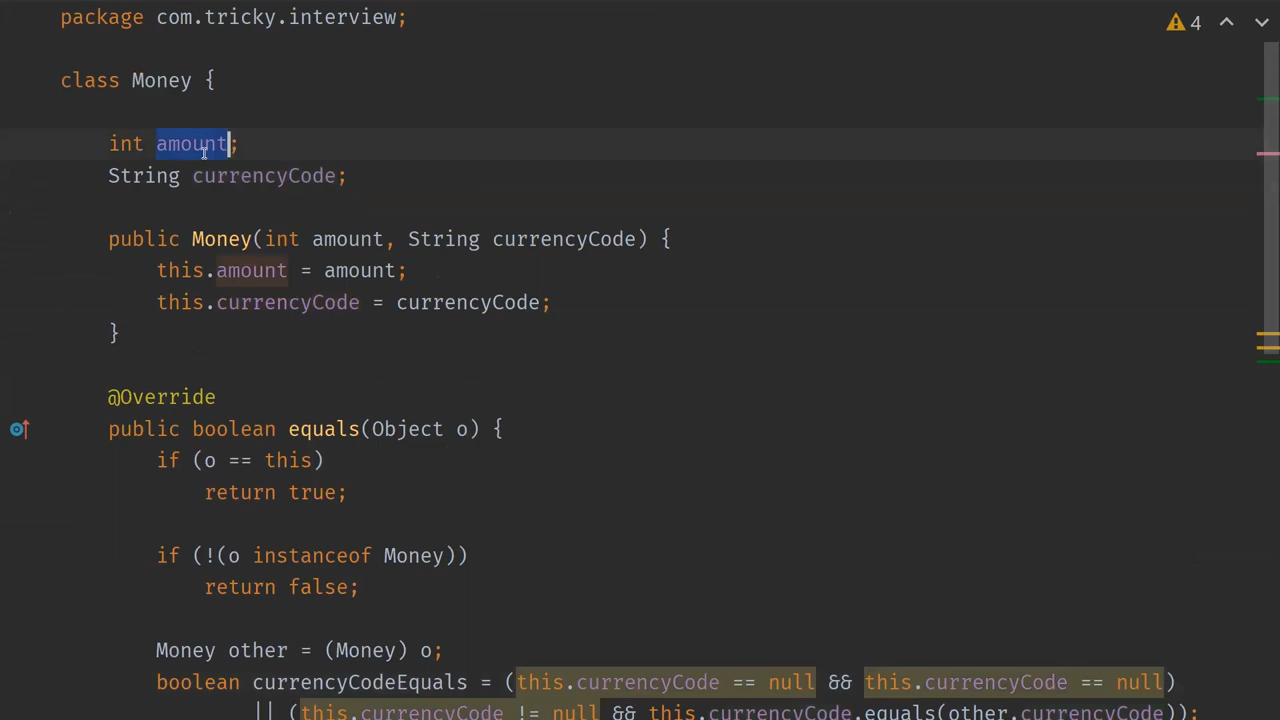 package com.tricky.interview;
4
class Money {
int amount;
String currencyCode;
public Money(int amount, String currencyCode) {
this.amount = amount;
this.currencyCode = currencyCode;
}
@Override
public boolean equals(Object o) {
if (o == this)
return true;
if (!(o instanceof Money))
return false;
Money other = (Money) o;
boolean currencyCodeEquals = (this.currencyCode == null && this.currencyCode == null)
|| (this.currencyCode != null && this.currencyCode.equals(other.currencyCode));